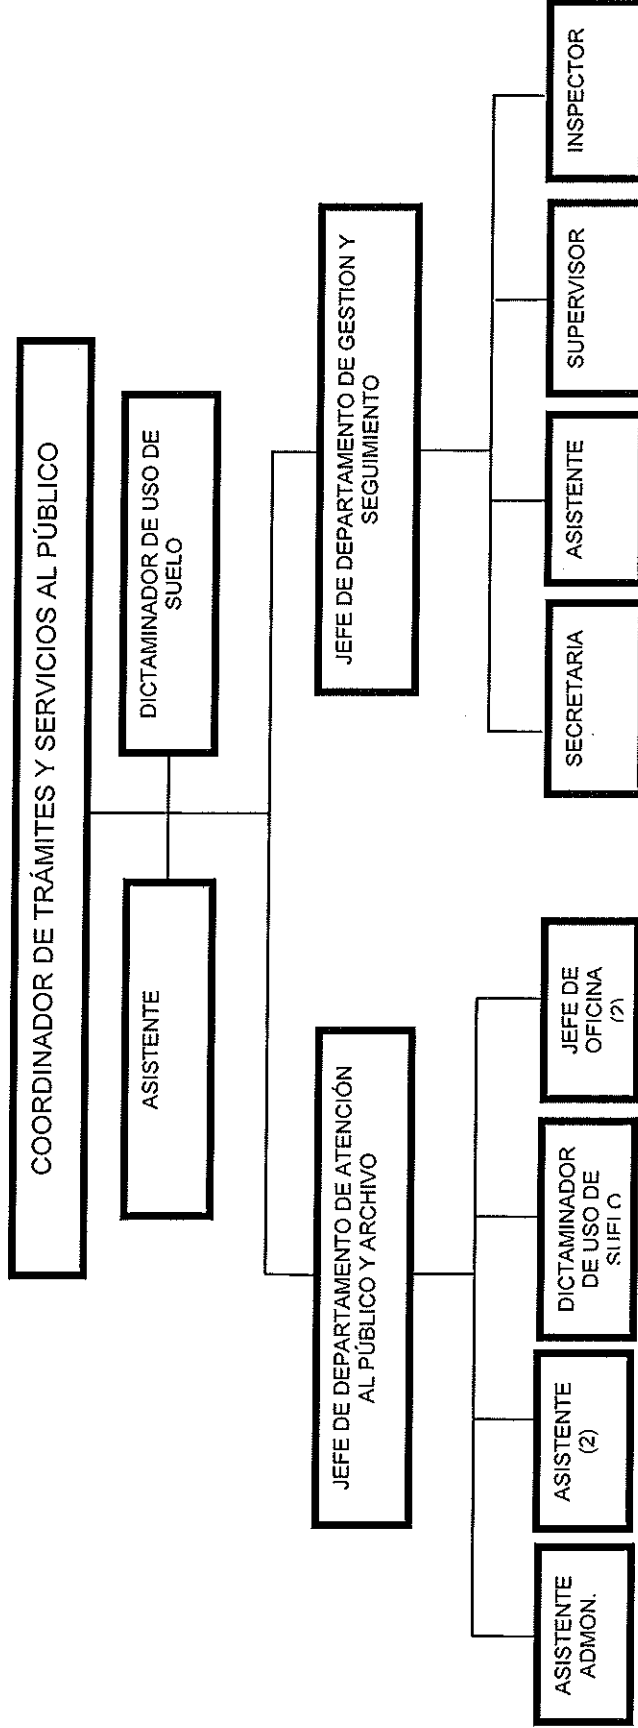 COORDINADOR DE TRÁMITES Y SERVICIOS AL PÚBLICO
ASISTENTE
DICTAMINADOR DE USO DE
SUELO
JEFE DE DEPARTAMENTO DE ATENCIÓN
AL PÚBLICO Y ARCHIVO
JEFE DE DEPARTAMENTO DE GESTION Y
SEGUIMIENTO
ASISTENTE
ADMON.
ASISTENTE
(2)
DICTAMINADOR
DE USO DE
SUELO
JEFE DE
OFICINA
(2)
SECRETARIA
ASISTENTE
SUPERVISOR
INSPECTOR